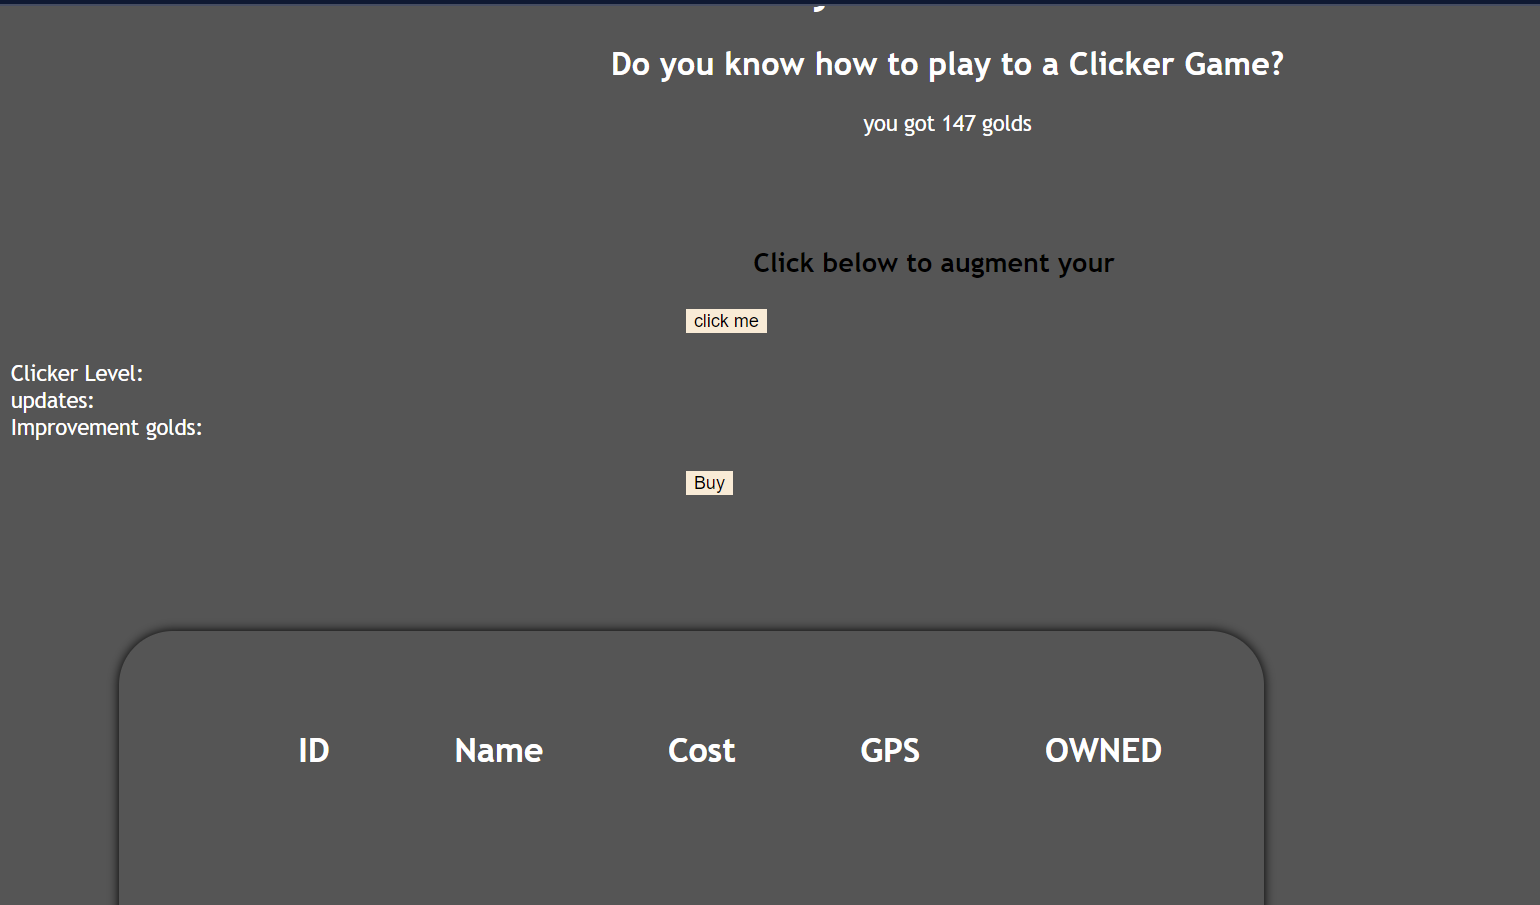 Do you know how to play to a Clicker Game?
you got 147 golds
Click below to augment your
click me
Clicker Level:
updates:
Improvement golds:
Buy
ID Name Cost GPS OWNED